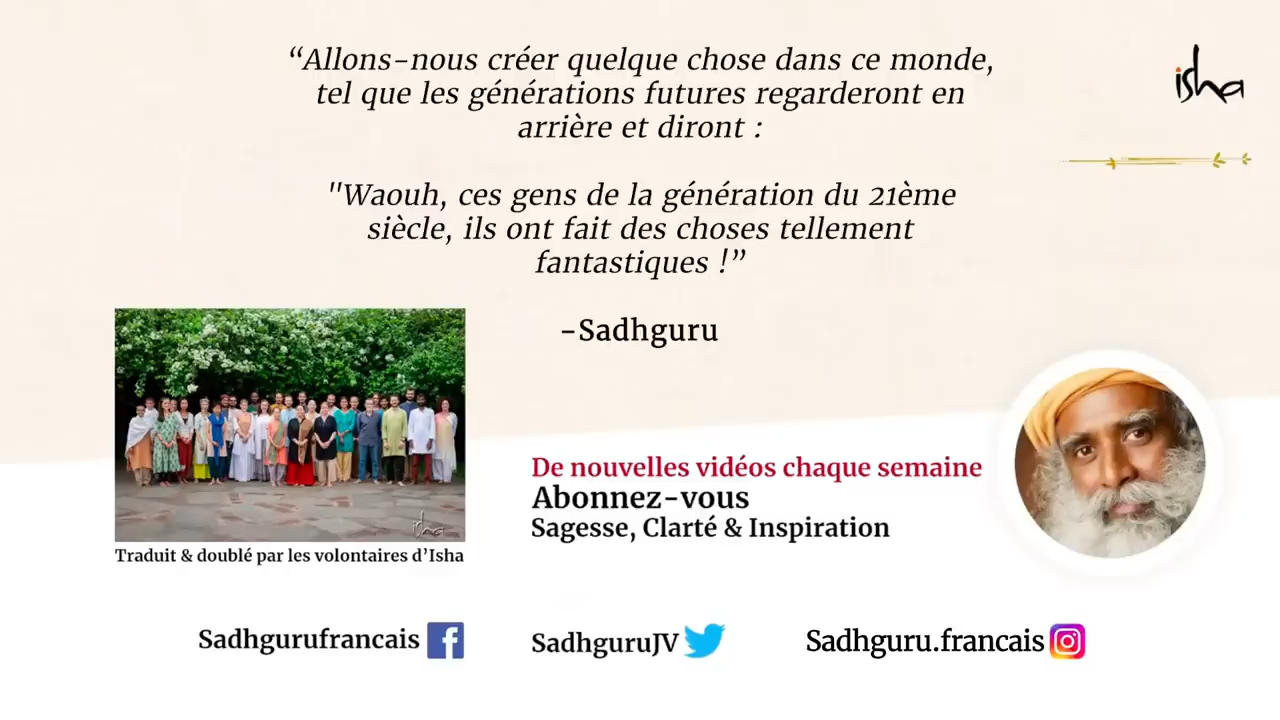 “Allons-nous créer quelque chose dans ce monde,
tel que les générations futures regarderont en
arrière et diront :
"Waouh, ces gens de la génération du 21ème
siècle, ils ont fait des choses tellement
fantastiques !”
-Sadhguru
isha
De nouvelles vidéos chaque semaine
Abonnez-vous
Sagesse, Clarté & Inspiration
isha
Traduit & doublé par les volontaires d’Isha
Sadhgurufrancais
SadhguruJV
Sadhguru.francais